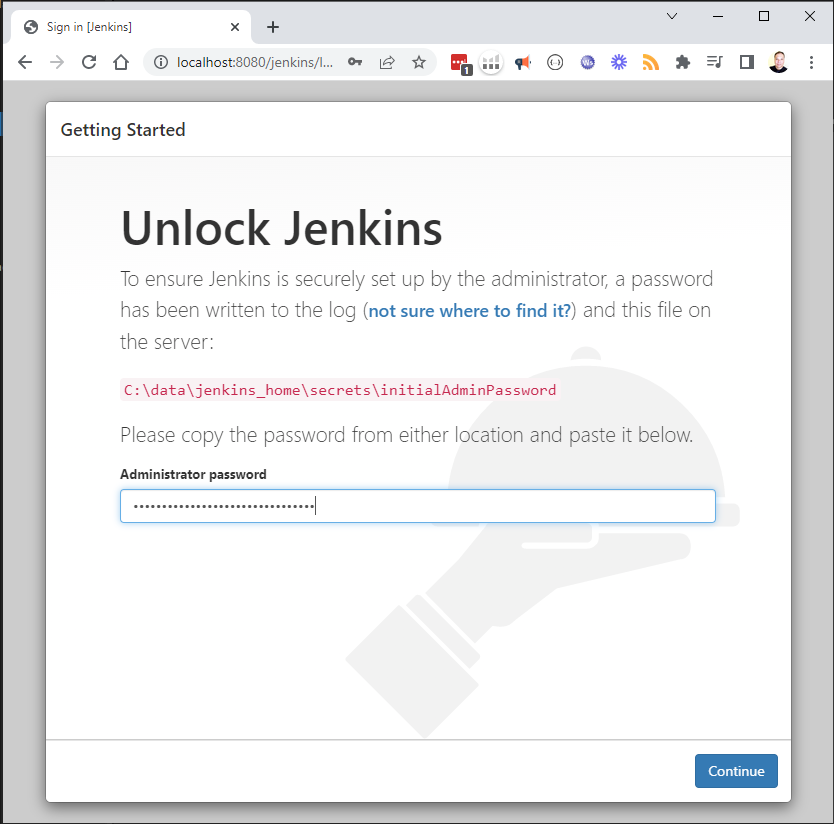 Sign in [Jenkins]
localhost:8080/jenkins/l...
1
Ws
Getting Started
Unlock Jenkins
To ensure Jenkins is securely set up by the administrator, a password
has been written to the log (not sure where to find it?) and this file on
the server:
C:\data\jenkins_home\secrets\initialAdminPassword
Please copy the password from either location and paste it below.
Administrator password
••••••••••••••••••••••••••••••••
Continue